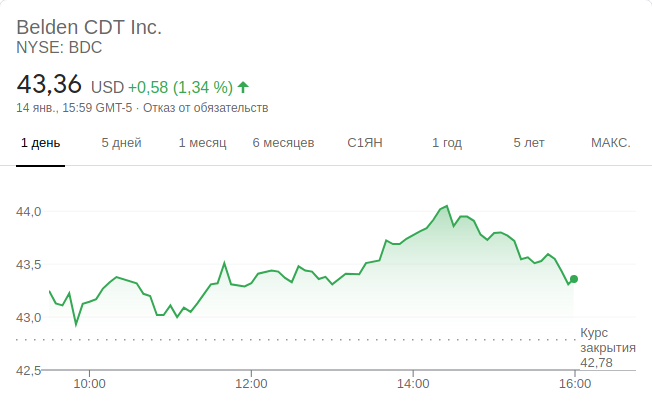 Belden CDT Inc.
NYSE: BDC
43,36 USD +0,58 (1,34 %)
14 янв., 15:59 GMT-5 · Отказ от обязательств
1 день 5 дней 1 месяц 6 месяцев С1ЯН 1 год 5 лет МАКС.
44,0
43,5
43,0
Курс
закрытия
42,78
42,5
10:00 12:00 14:00 16:00